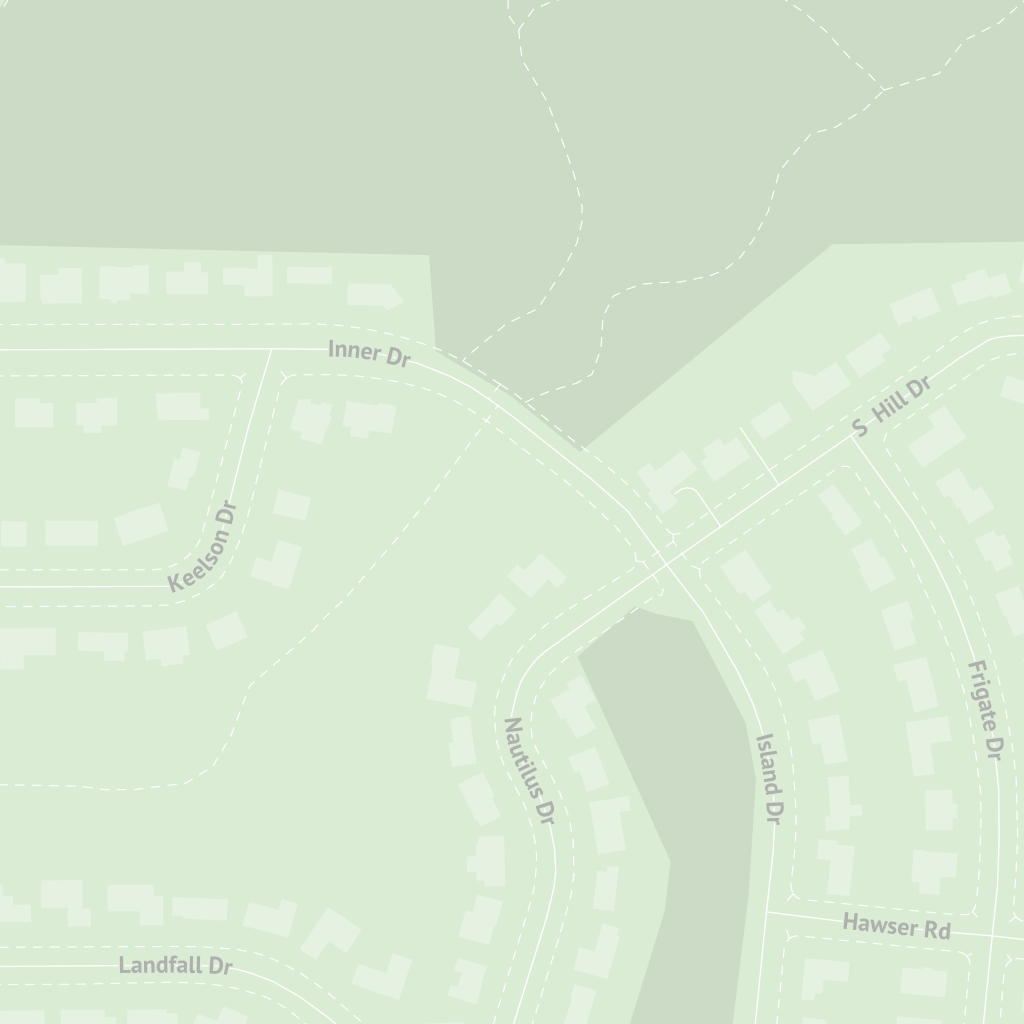 Inner Dr
S Hill Dr
Keelson Dr
Frigate Dr
Nautilus Dr
Island Dr
Hawser Rd
Landfall Dr